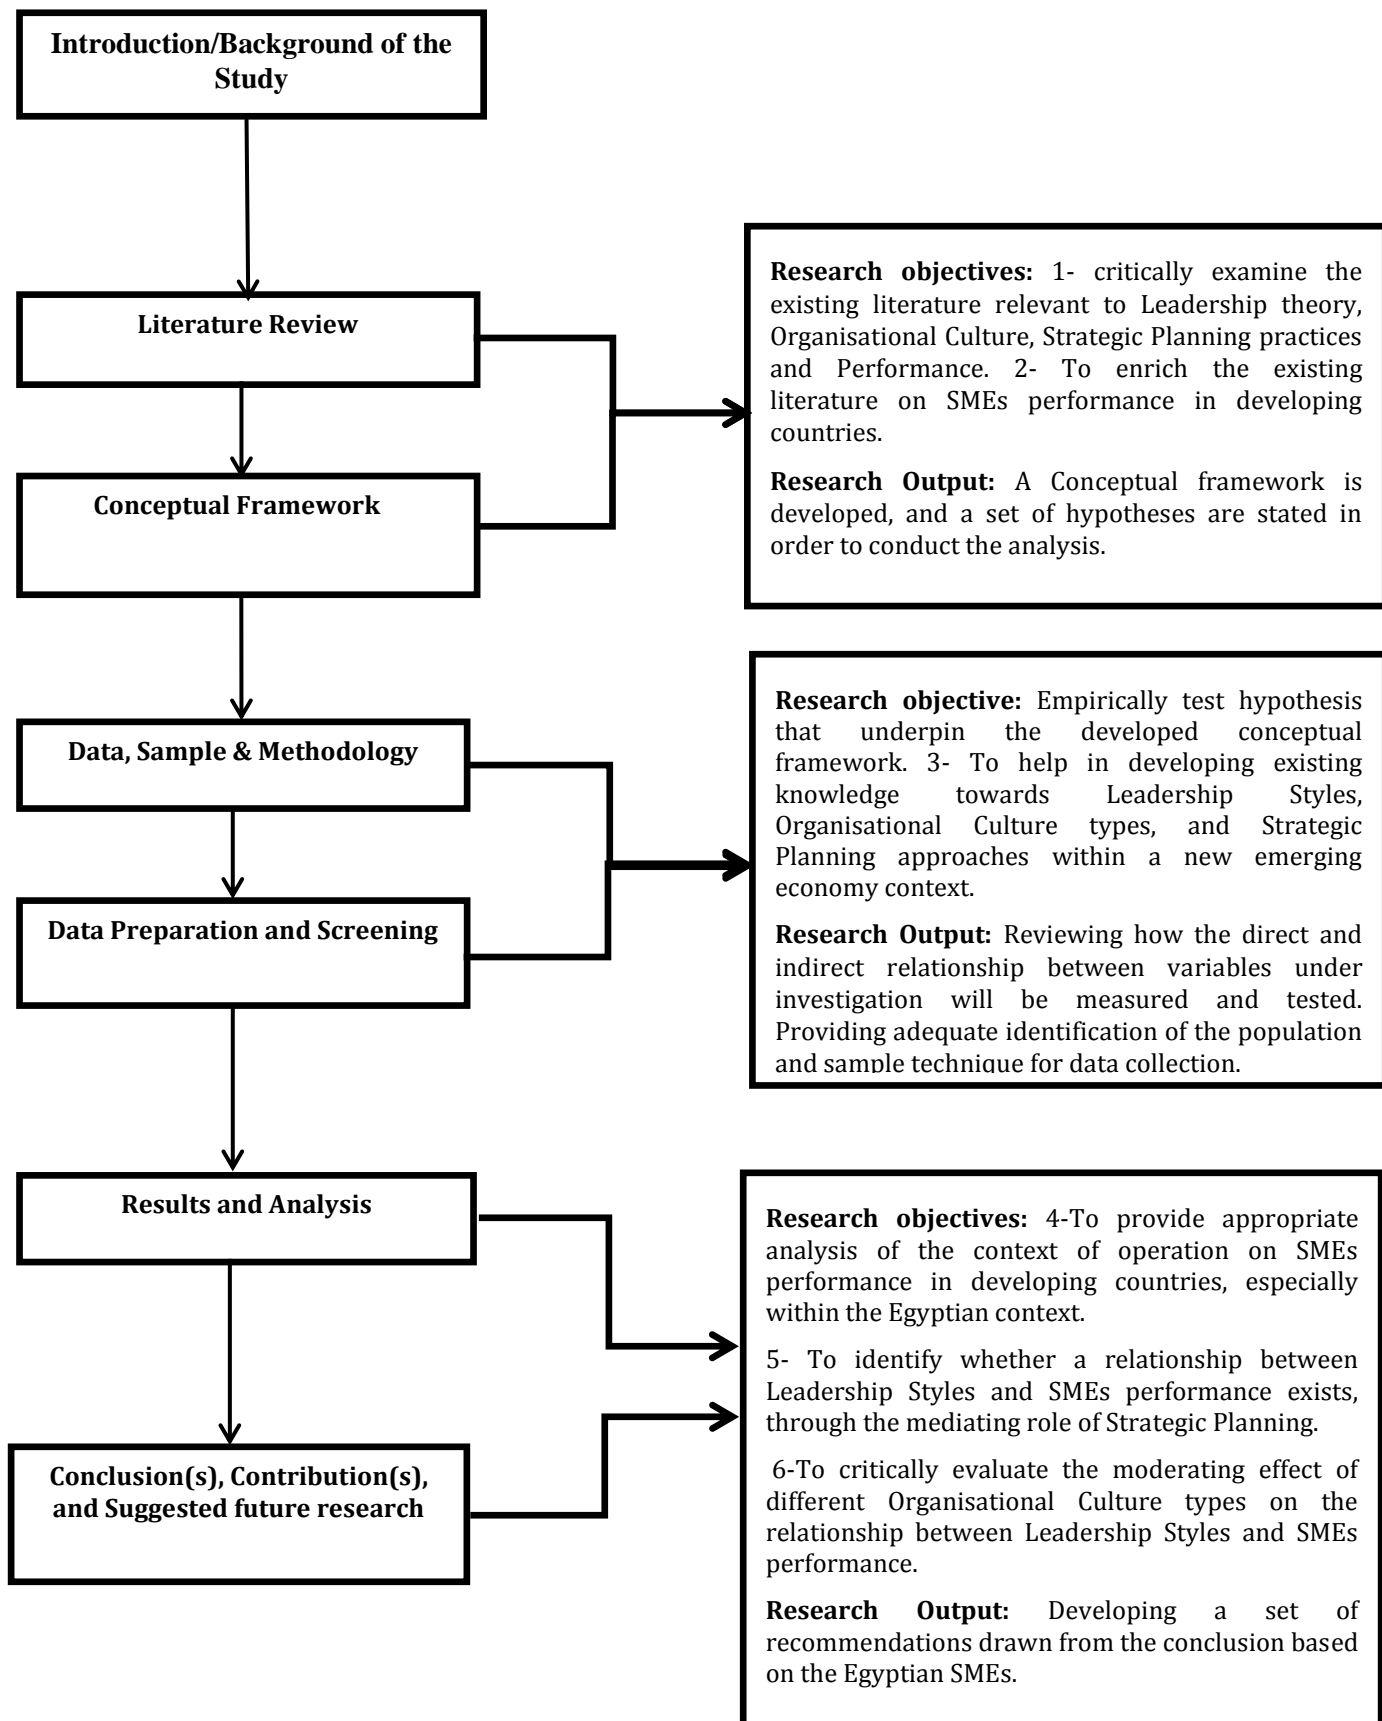 Introduction/Background of the
Study
Literature Review
Conceptual Framework
Research objectives: 1- critically examine the
existing literature relevant to Leadership theory,
Organisational Culture, Strategic Planning practices
and Performance. 2- To enrich the existing
literature on SMEs performance in developing
countries.
Research Output: A Conceptual framework is
developed, and a set of hypotheses are stated in
order to conduct the analysis.
Data, Sample & Methodology
Data Preparation and Screening
Research objective: Empirically test hypothesis
that underpin the developed conceptual
framework. 3- To help in developing existing
knowledge towards Leadership Styles,
Organisational Culture types, and Strategic
Planning approaches within a new emerging
economy context.
Research Output: Reviewing how the direct and
indirect relationship between variables under
investigation will be measured and tested.
Providing adequate identification of the population
and sample technique for data collection.
Results and Analysis
Conclusion(s), Contribution(s),
and Suggested future research
Research objectives: 4-To provide appropriate
analysis of the context of operation on SMEs
performance in developing countries, especially
within the Egyptian context.
5- To identify whether a relationship between
Leadership Styles and SMEs performance exists,
through the mediating role of Strategic Planning.
6-To critically evaluate the moderating effect of
different Organisational Culture types on the
relationship between Leadership Styles and SMEs
performance.
Research Output: Developing a set of
recommendations drawn from the conclusion based
on the Egyptian SMEs.